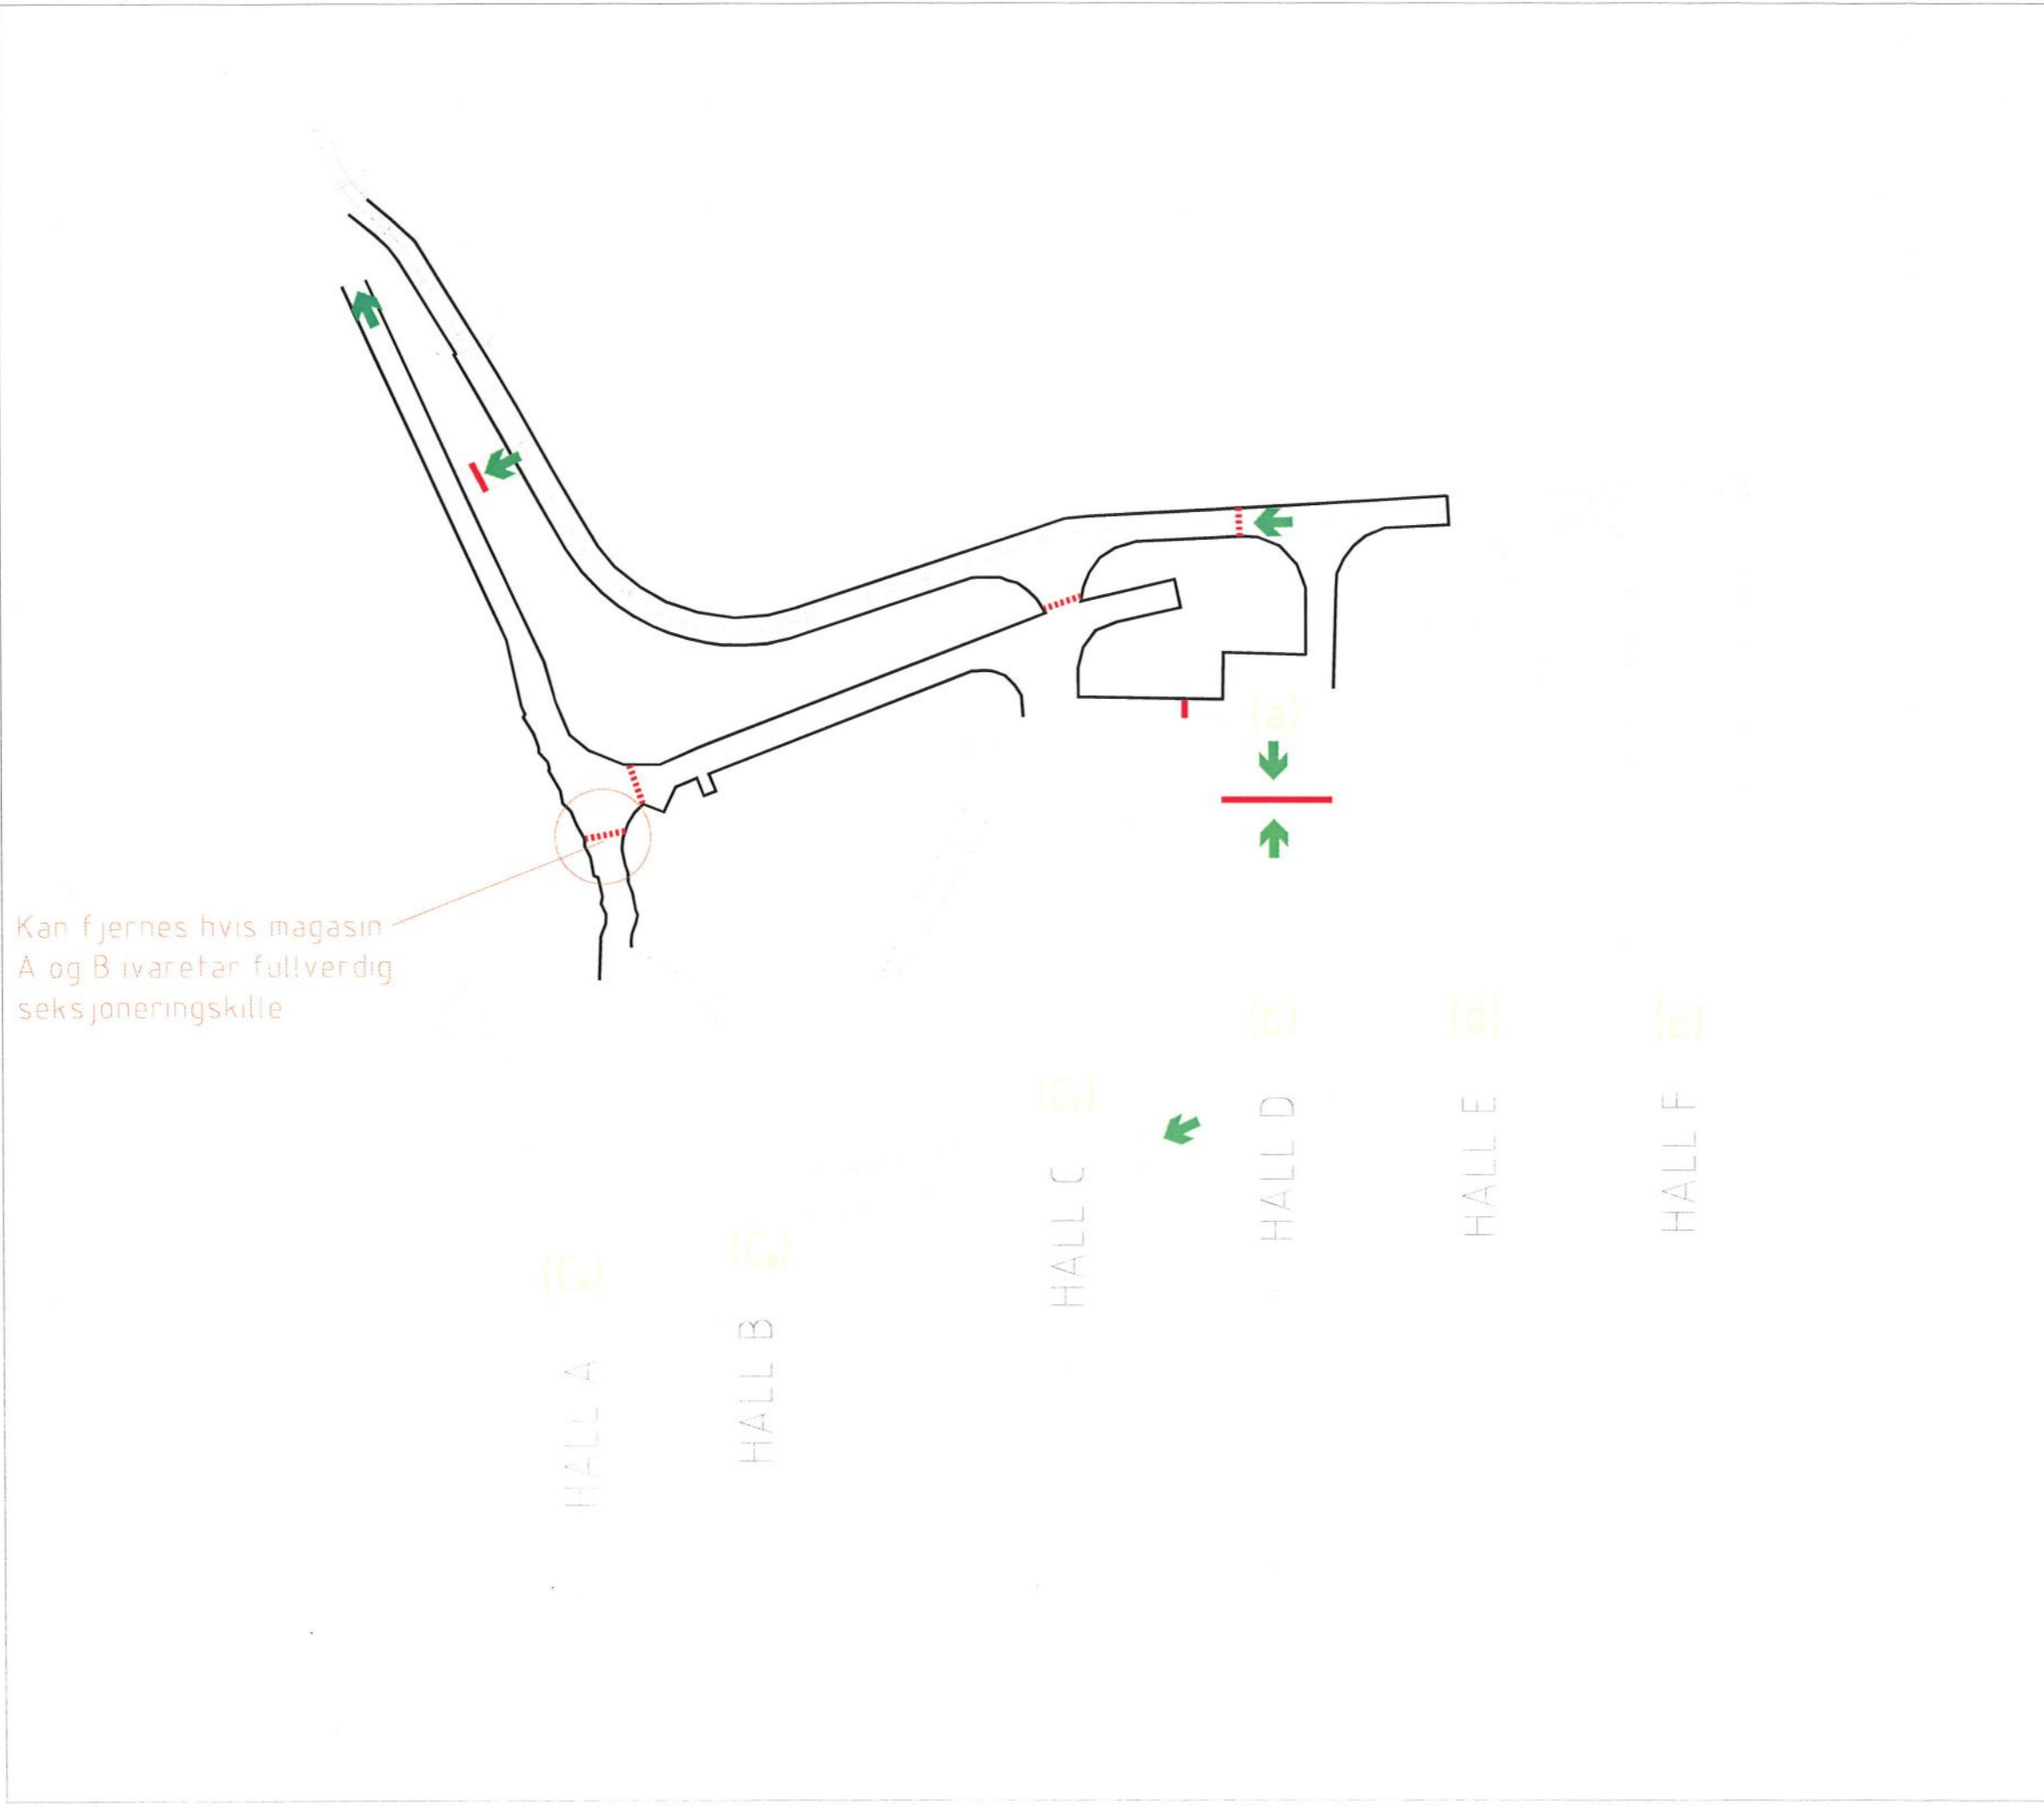 (a)
Kan fjernes hvis magasin
A og B ivaretar fullverdig
seksjoneringskille
(b)
(d)
(d)
HALL A
HALL B
HALL C
HALL D
HALL E
HALL F